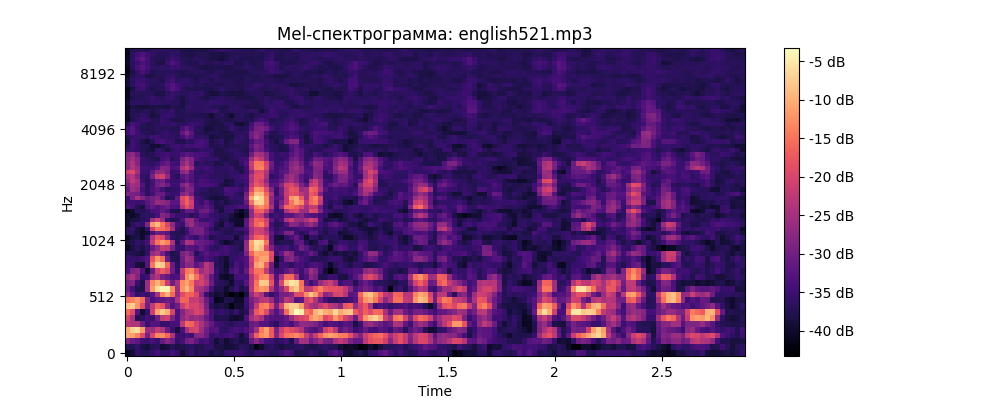 Mel-спектрограмма: english521.mp3
8192
4096
2048
1024
512
0
Hz
0 0.5 1 1.5 2 2.5
Time
-5 dB
-10 dB
-15 dB
-20 dB
-25 dB
-30 dB
-35 dB
-40 dB